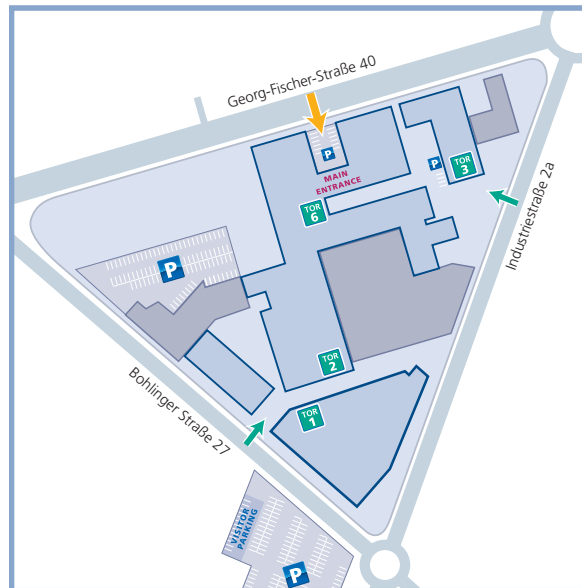 Georg-Fischer-Straße 40
P
MAIN
ENTRANCE
P
TOR
3
TOR
6
Industriestraße 2a
P
TOR
2
Bohlinger Straße 27
TOR
1
VISITOR
PARKING
P